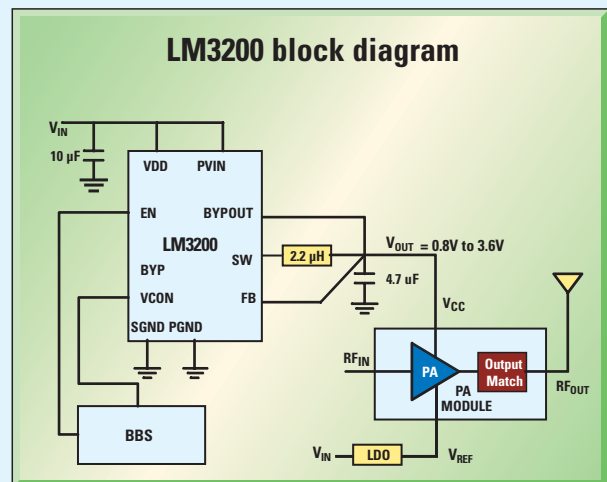 LM3200 block diagram
VIN
10 µF
VDD PVIN
EN BYPOUT
LM3200
VOUT = 0.8V to 3.6V
SW 2.2 µH
BYP
4.7 uF
VCON FB
VCC
SGND PGND
RFIN
PA
Output
Match
RFOUT
PA
MODULE
BBS
VIN LDO VREF